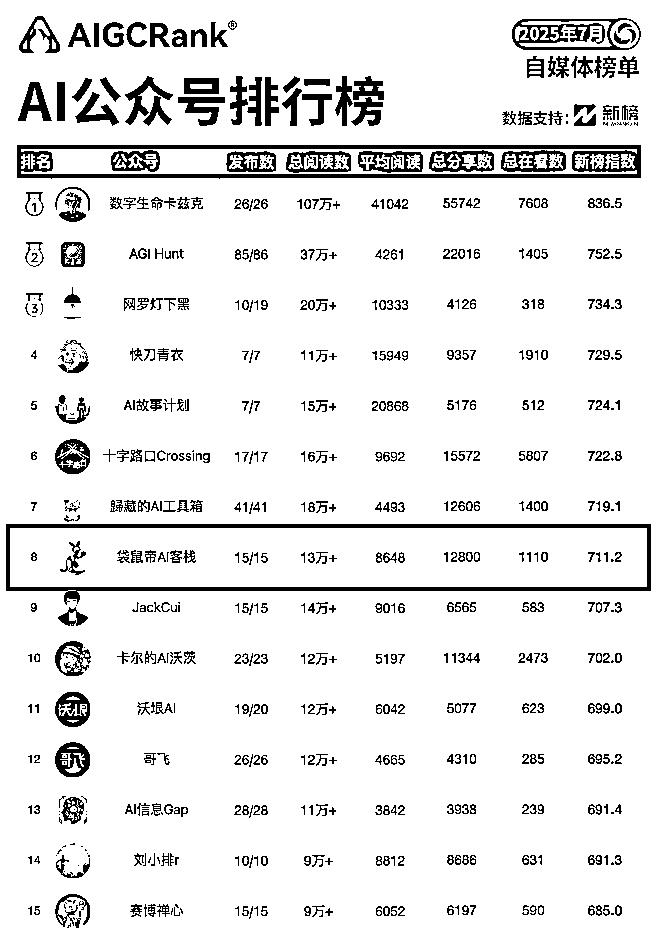 AIGCRank®
2025年7月
自媒体榜单
AI公众号排行榜
数据支持: 新榜
排名 公众号 发布数 总阅读数 平均阅读 总分享数 总在看数 新榜指数
1 数字生命卡兹克 26/26 107万+ 41042 55742 7608 836.5
2 AGI Hunt 85/86 37万+ 4261 22016 1405 752.5
3 网罗灯下黑 10/19 20万+ 10333 4126 318 734.3
4 快刀青衣 7/7 11万+ 15949 9357 1910 729.5
5 AI故事计划 7/7 15万+ 20868 5176 512 724.1
6 十字路口 十字路口Crossing 17/17 16万+ 9692 15572 5807 722.8
7 歸藏的AI工具箱 41/41 18万+ 4493 12606 1400 719.1
8 袋鼠帝AI客栈 15/15 13万+ 8648 12800 1110 711.2
9 JackCui 15/15 14万+ 9016 6565 583 707.3
10 卡尔的AI沃茨 23/23 12万+ 5197 11344 2473 702.0
11 沃垠 沃垠AI 19/20 12万+ 6042 5077 623 699.0
12 哥飞 哥飞 26/26 12万+ 4665 4310 285 695.2
13 AI信息Gap 28/28 11万+ 3842 3938 239 691.4
14 刘小排r 10/10 9万+ 8812 8686 631 691.3
15 赛博禅心 15/15 9万+ 6052 6197 590 685.0